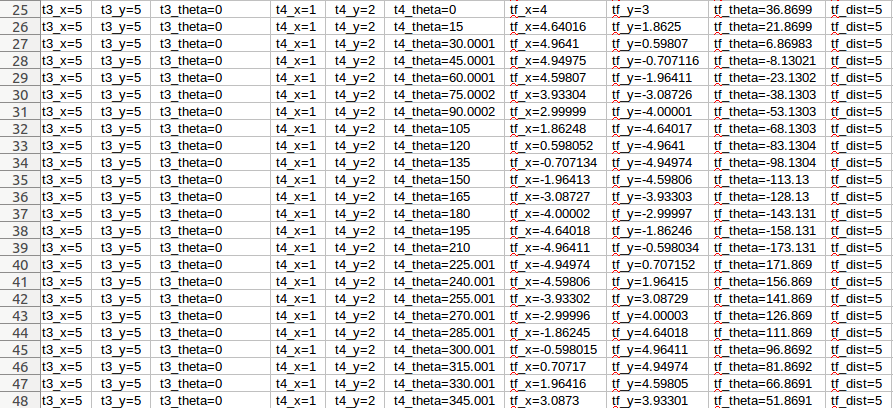 25 t3_x=5 t3_y=5 t3_theta=0 t4_x=1 t4_y=2 t4_theta=0 tf_x=4 tf_y=3 tf_theta=36.8699 tf_dist=5
26 t3_x=5 t3_y=5 t3_theta=0 t4_x=1 t4_y=2 t4_theta=15 tf_x=4.64016 tf_y=1.8625 tf_theta=21.8699 tf_dist=5
27 t3_x=5 t3_y=5 t3_theta=0 t4_x=1 t4_y=2 t4_theta=30.0001 tf_x=4.9641 tf_y=0.59807 tf_theta=6.86983 tf_dist=5
28 t3_x=5 t3_y=5 t3_theta=0 t4_x=1 t4_y=2 t4_theta=45.0001 tf_x=4.94975 tf_y=-0.707116 tf_theta=-8.13021 tf_dist=5
29 t3_x=5 t3_y=5 t3_theta=0 t4_x=1 t4_y=2 t4_theta=60.0001 tf_x=4.59807 tf_y=-1.96411 tf_theta=-23.1302 tf_dist=5
30 t3_x=5 t3_y=5 t3_theta=0 t4_x=1 t4_y=2 t4_theta=75.0002 tf_x=3.93304 tf_y=-3.08726 tf_theta=-38.1303 tf_dist=5
31 t3_x=5 t3_y=5 t3_theta=0 t4_x=1 t4_y=2 t4_theta=90.0002 tf_x=2.99999 tf_y=-4.00001 tf_theta=-53.1303 tf_dist=5
32 t3_x=5 t3_y=5 t3_theta=0 t4_x=1 t4_y=2 t4_theta=105 tf_x=1.86248 tf_y=-4.64017 tf_theta=-68.1303 tf_dist=5
33 t3_x=5 t3_y=5 t3_theta=0 t4_x=1 t4_y=2 t4_theta=120 tf_x=0.598052 tf_y=-4.9641 tf_theta=-83.1304 tf_dist=5
34 t3_x=5 t3_y=5 t3_theta=0 t4_x=1 t4_y=2 t4_theta=135 tf_x=-0.707134 tf_y=-4.94974 tf_theta=-98.1304 tf_dist=5
35 t3_x=5 t3_y=5 t3_theta=0 t4_x=1 t4_y=2 t4_theta=150 tf_x=-1.96413 tf_y=-4.59806 tf_theta=-113.13 tf_dist=5
36 t3_x=5 t3_y=5 t3_theta=0 t4_x=1 t4_y=2 t4_theta=165 tf_x=-3.08727 tf_y=-3.93303 tf_theta=-128.13 tf_dist=5
37 t3_x=5 t3_y=5 t3_theta=0 t4_x=1 t4_y=2 t4_theta=180 tf_x=-4.00002 tf_y=-2.99997 tf_theta=-143.131 tf_dist=5
38 t3_x=5 t3_y=5 t3_theta=0 t4_x=1 t4_y=2 t4_theta=195 tf_x=-4.64018 tf_y=-1.86246 tf_theta=-158.131 tf_dist=5
39 t3_x=5 t3_y=5 t3_theta=0 t4_x=1 t4_y=2 t4_theta=210 tf_x=-4.96411 tf_y=-0.598034 tf_theta=-173.131 tf_dist=5
40 t3_x=5 t3_y=5 t3_theta=0 t4_x=1 t4_y=2 t4_theta=225.001 tf_x=-4.94974 tf_y=0.707152 tf_theta=171.869 tf_dist=5
41 t3_x=5 t3_y=5 t3_theta=0 t4_x=1 t4_y=2 t4_theta=240.001 tf_x=-4.59806 tf_y=1.96415 tf_theta=156.869 tf_dist=5
42 t3_x=5 t3_y=5 t3_theta=0 t4_x=1 t4_y=2 t4_theta=255.001 tf_x=-3.93302 tf_y=3.08729 tf_theta=141.869 tf_dist=5
43 t3_x=5 t3_y=5 t3_theta=0 t4_x=1 t4_y=2 t4_theta=270.001 tf_x=-2.99996 tf_y=4.00003 tf_theta=126.869 tf_dist=5
44 t3_x=5 t3_y=5 t3_theta=0 t4_x=1 t4_y=2 t4_theta=285.001 tf_x=-1.86245 tf_y=4.64018 tf_theta=111.869 tf_dist=5
45 t3_x=5 t3_y=5 t3_theta=0 t4_x=1 t4_y=2 t4_theta=300.001 tf_x=-0.598015 tf_y=4.96411 tf_theta=96.8692 tf_dist=5
46 t3_x=5 t3_y=5 t3_theta=0 t4_x=1 t4_y=2 t4_theta=315.001 tf_x=0.70717 tf_y=4.94974 tf_theta=81.8692 tf_dist=5
47 t3_x=5 t3_y=5 t3_theta=0 t4_x=1 t4_y=2 t4_theta=330.001 tf_x=1.96416 tf_y=4.59805 tf_theta=66.8691 tf_dist=5
48 t3_x=5 t3_y=5 t3_theta=0 t4_x=1 t4_y=2 t4_theta=345.001 tf_x=3.0873 tf_y=3.93301 tf_theta=51.8691 tf_dist=5